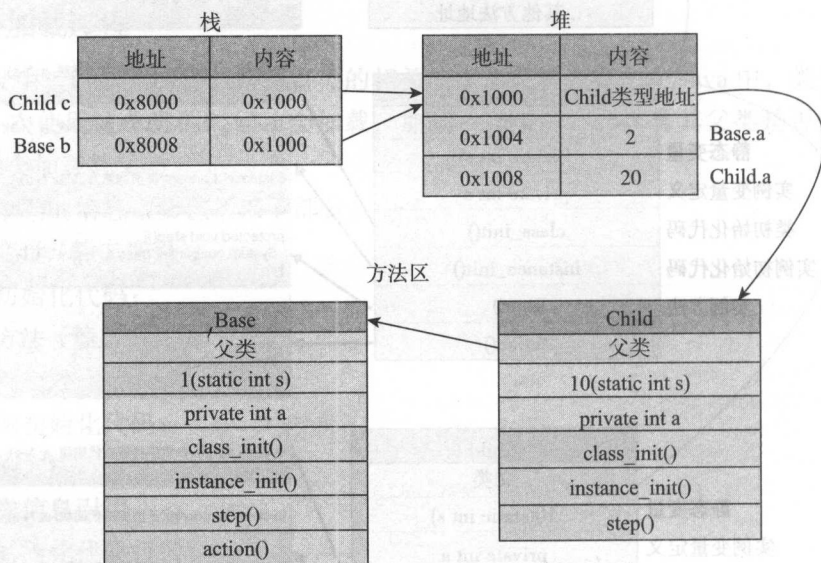 栈
地址 内容
Child c 0x8000 0x1000
Base b 0x8008 0x1000
堆
地址 内容
0x1000 Child类型地址
0x1004 2 Base.a
0x1008 20 Child.a
方法区
Base
父类
1(static int s)
private int a
class_init()
instance_init()
step()
action()
Child
父类
10(static int s)
private int a
class_init()
instance_init()
step()